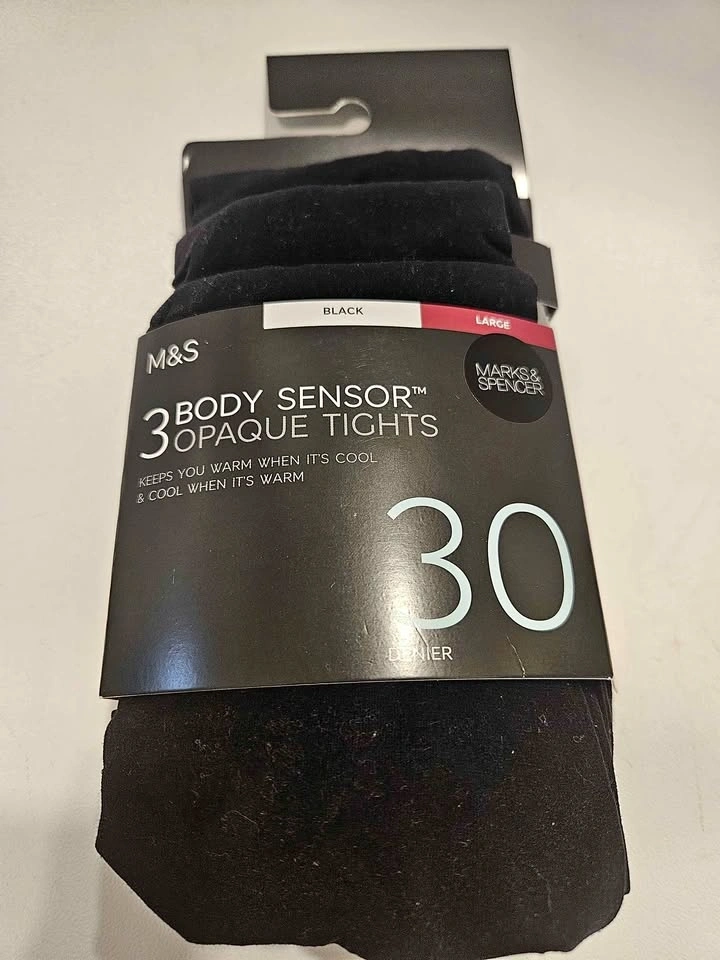 BLACK
LARGE
M&S
MARKS&
SPENCER
3 BODY SENSOR™
OPAQUE TIGHTS
KEEPS YOU WARM WHEN IT'S COOL
& COOL WHEN IT'S WARM
30
DENIER